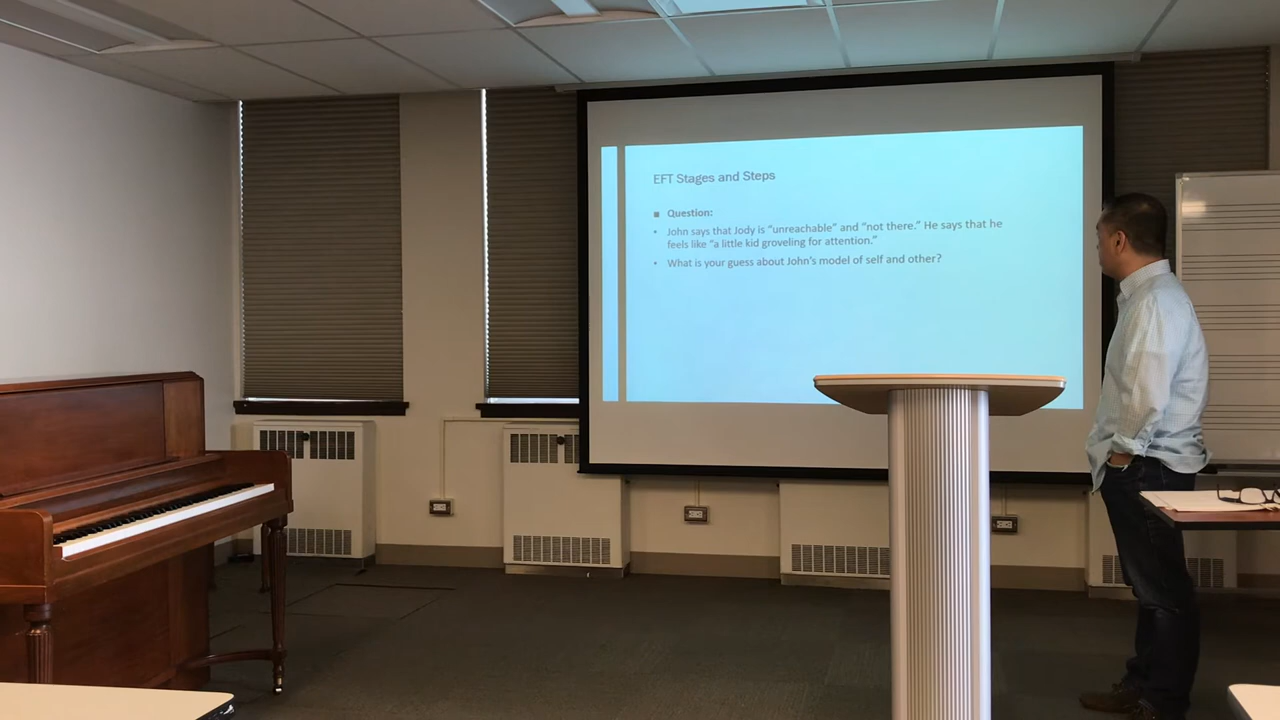 EFT Stages and Steps
■ Question:
• John says that Jody is “unreachable” and “not there.” He says that he
feels like “a little kid groveling for attention.”
• What is your guess about John’s model of self and other?